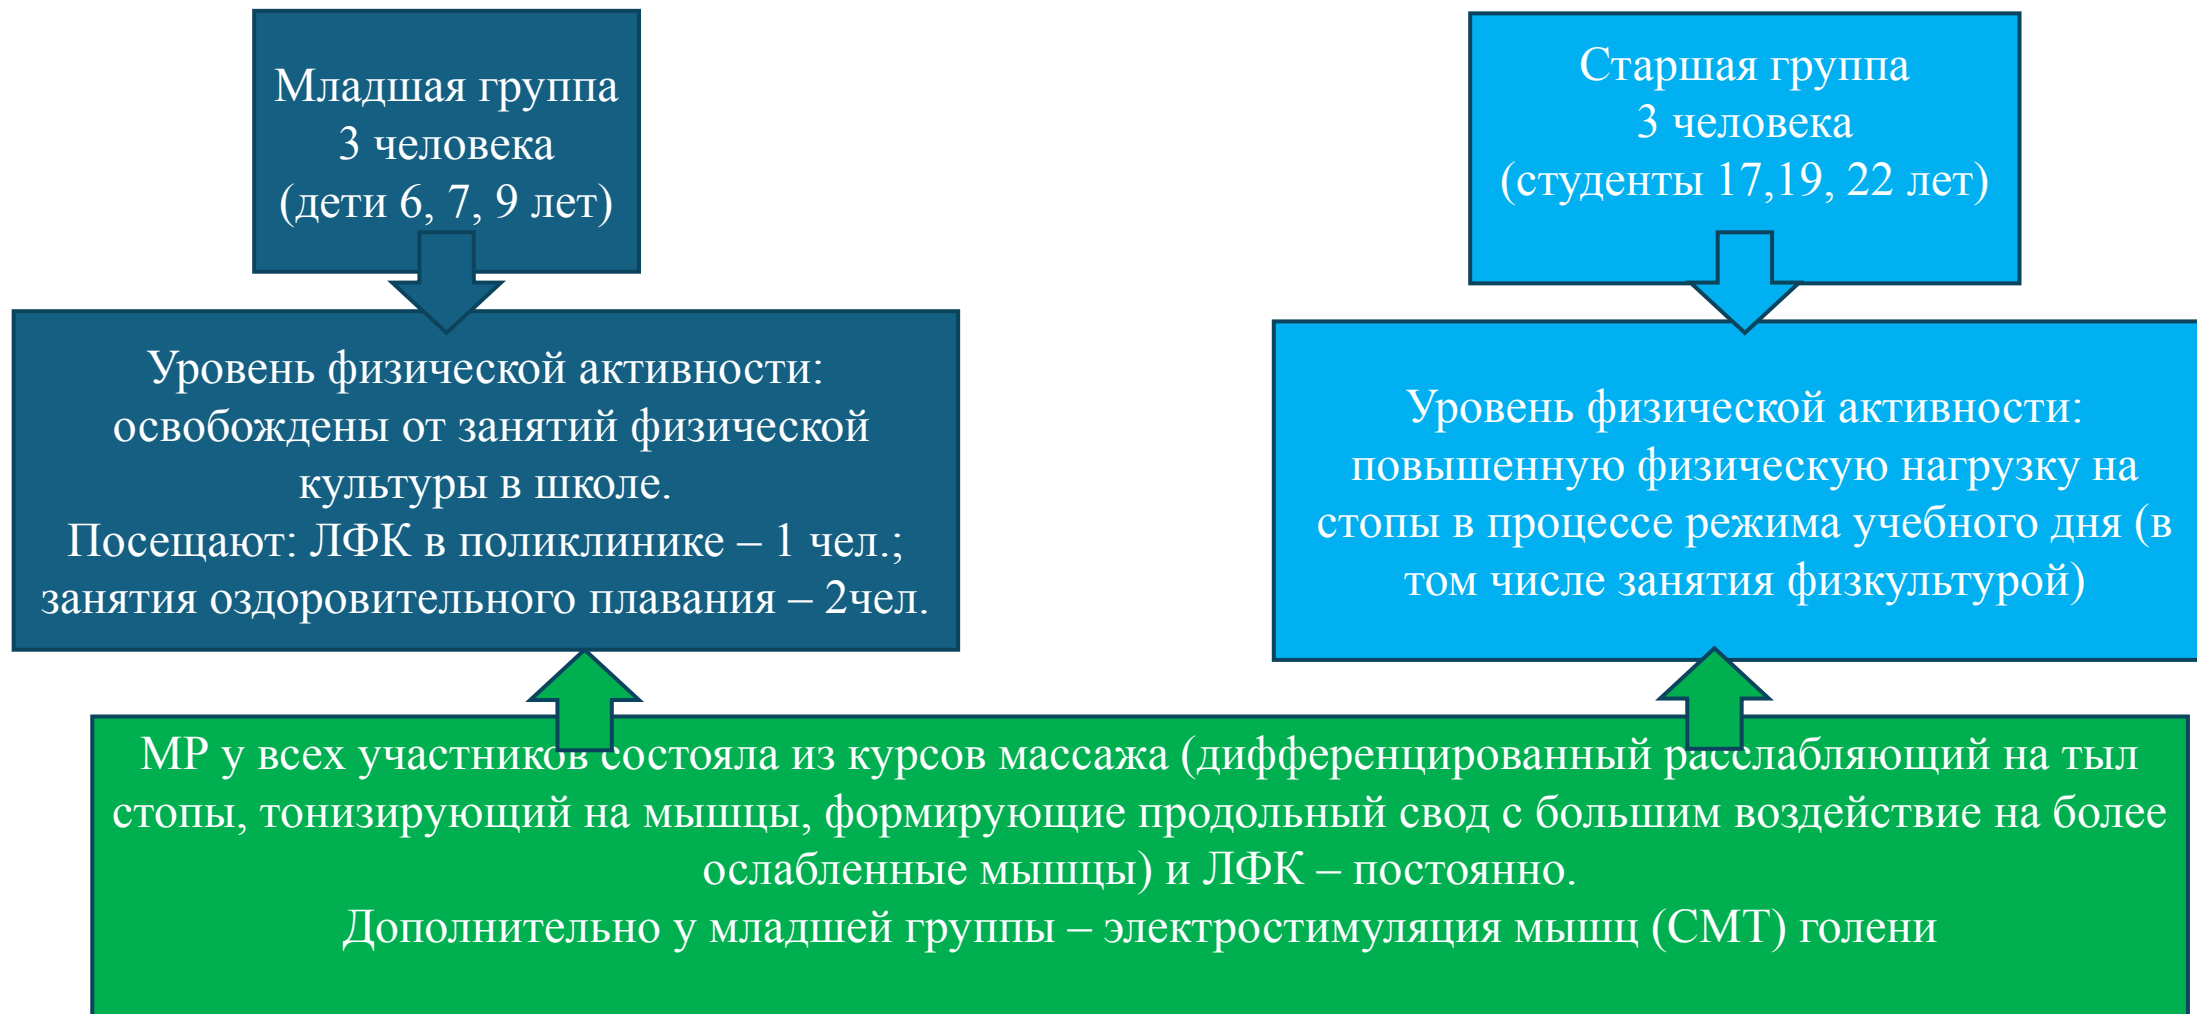 Младшая группа
3 человека
(дети 6, 7, 9 лет)
Старшая группа
3 человека
(студенты 17,19, 22 лет)
Уровень физической активности:
освобождены от занятий физической
культуры в школе.
Посещают: ЛФК в поликлинике – 1 чел.;
занятия оздоровительного плавания – 2чел.
Уровень физической активности:
повышенную физическую нагрузку на
стопы в процессе режима учебного дня (в
том числе занятия физкультурой)
МР у всех участников состояла из курсов массажа (дифференцированный расслабляющий на тыл
стопы, тонизирующий на мышцы, формирующие продольный свод с большим воздействие на более
ослабленные мышцы) и ЛФК – постоянно.
Дополнительно у младшей группы – электростимуляция мышц (СМТ) голени